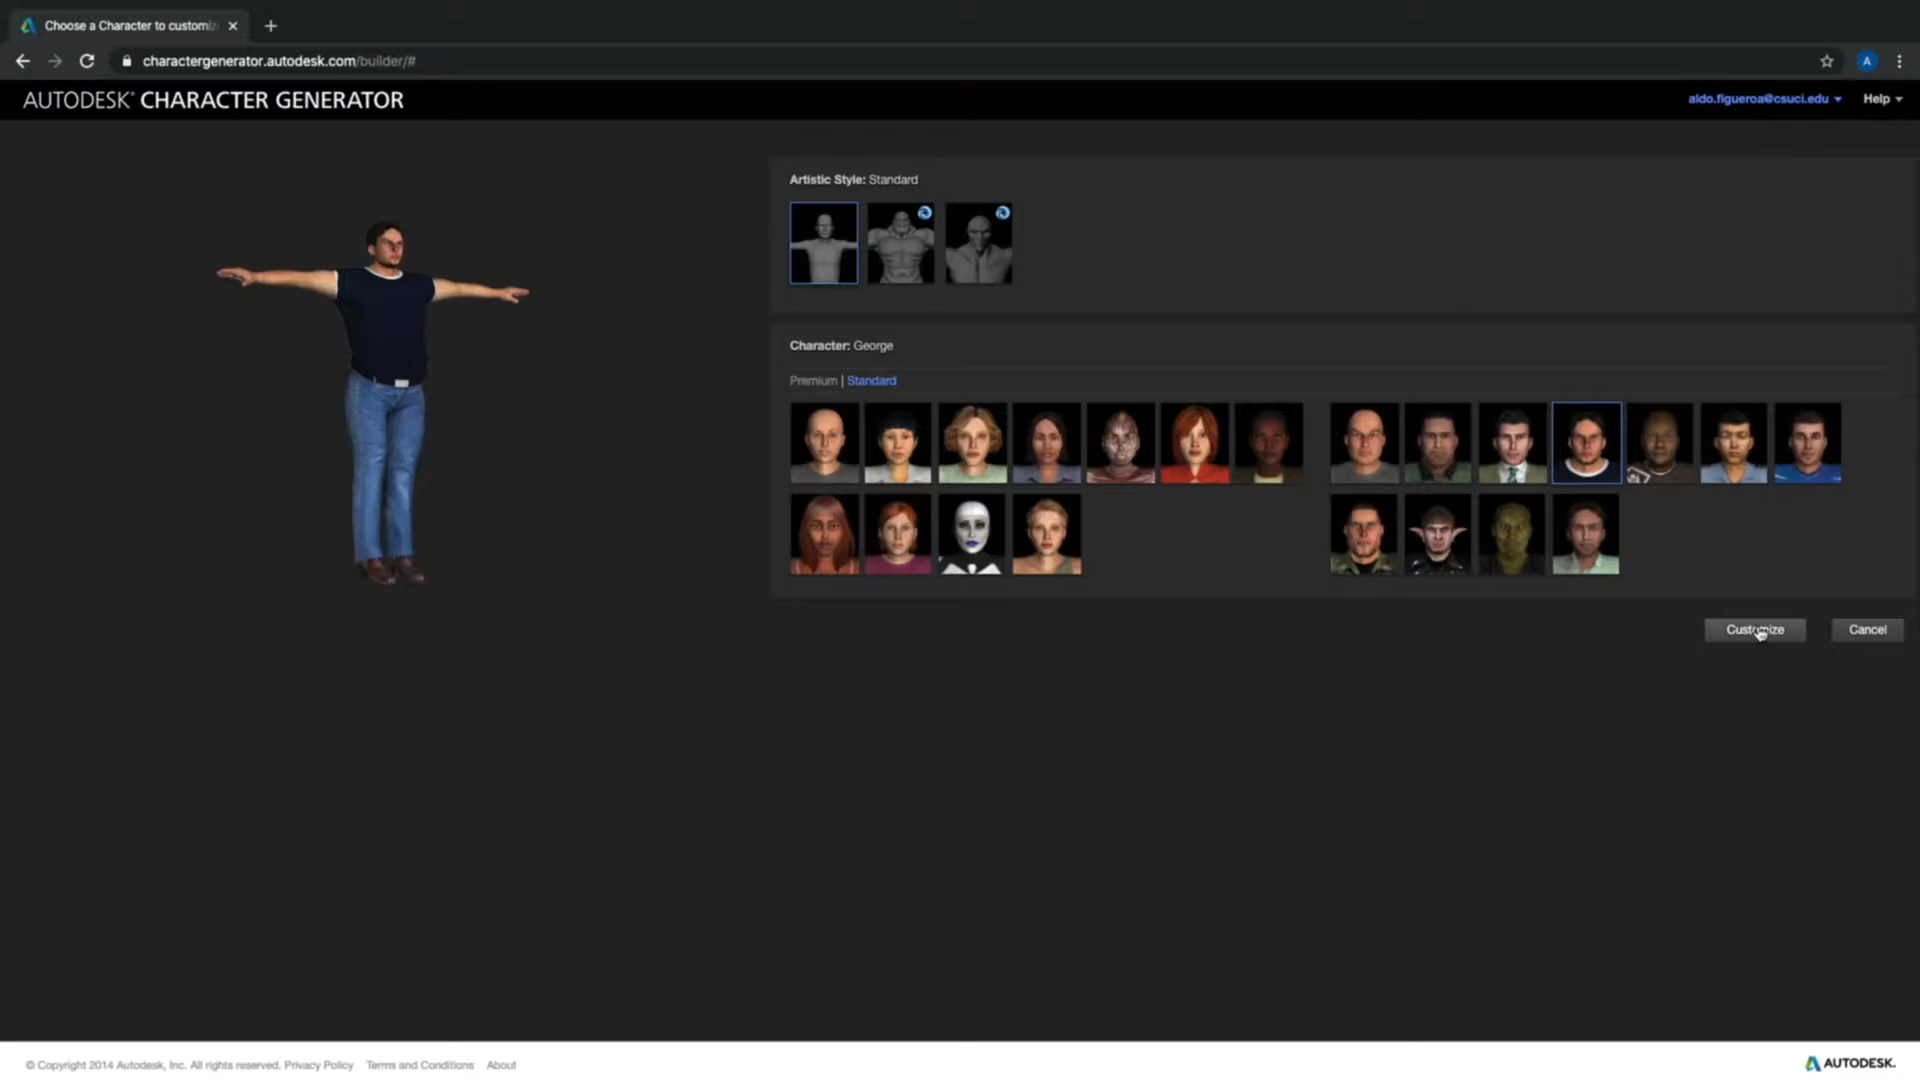 Choose a Character to customi
charactergenerator.autodesk.com/builder/#
A
AUTODESK® CHARACTER GENERATOR
aldo.figueroa@csuci.edu
Help
Artistic Style: Standard
Character: George
Premium | Standard
Customize
Cancel
© Copyright 2014 Autodesk, Inc. All rights reserved. Privacy Policy Terms and Conditions About
AUTODESK.